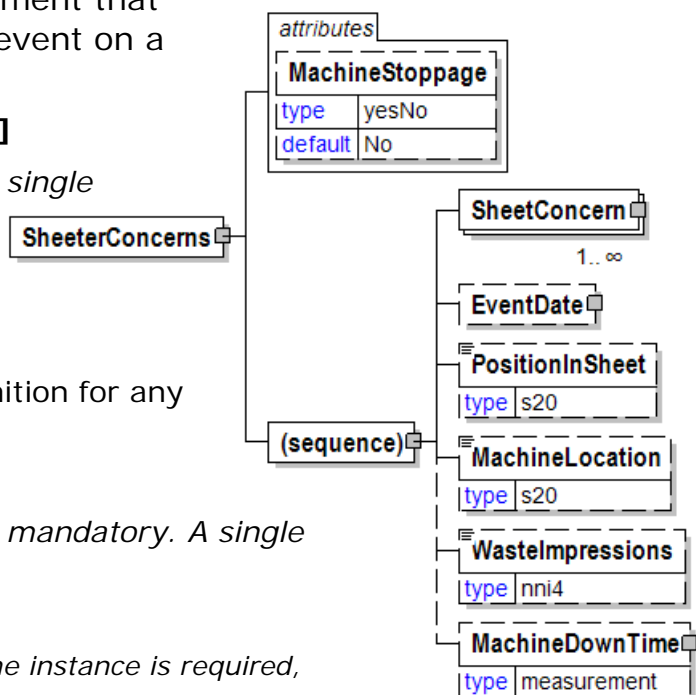 ment that
event on a
]
single
nition for any
mandatory. A single
ne instance is required,
attributes
MachineStoppage
type yesNo
default No
SheeterConcerns
(sequence)
SheetConcern
1.. ∞
EventDate
PositionInSheet
type s20
MachineLocation
type s20
WasteImpressions
type nni4
MachineDownTime
type measurement